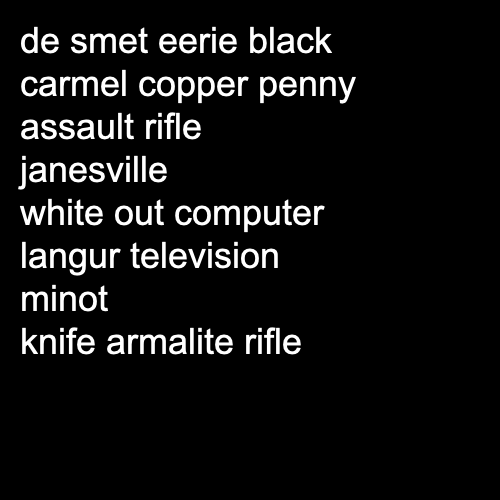 de smet eerie black
carmel copper penny
assault rifle
janesville
white out computer
langur television
minot
knife armalite rifle